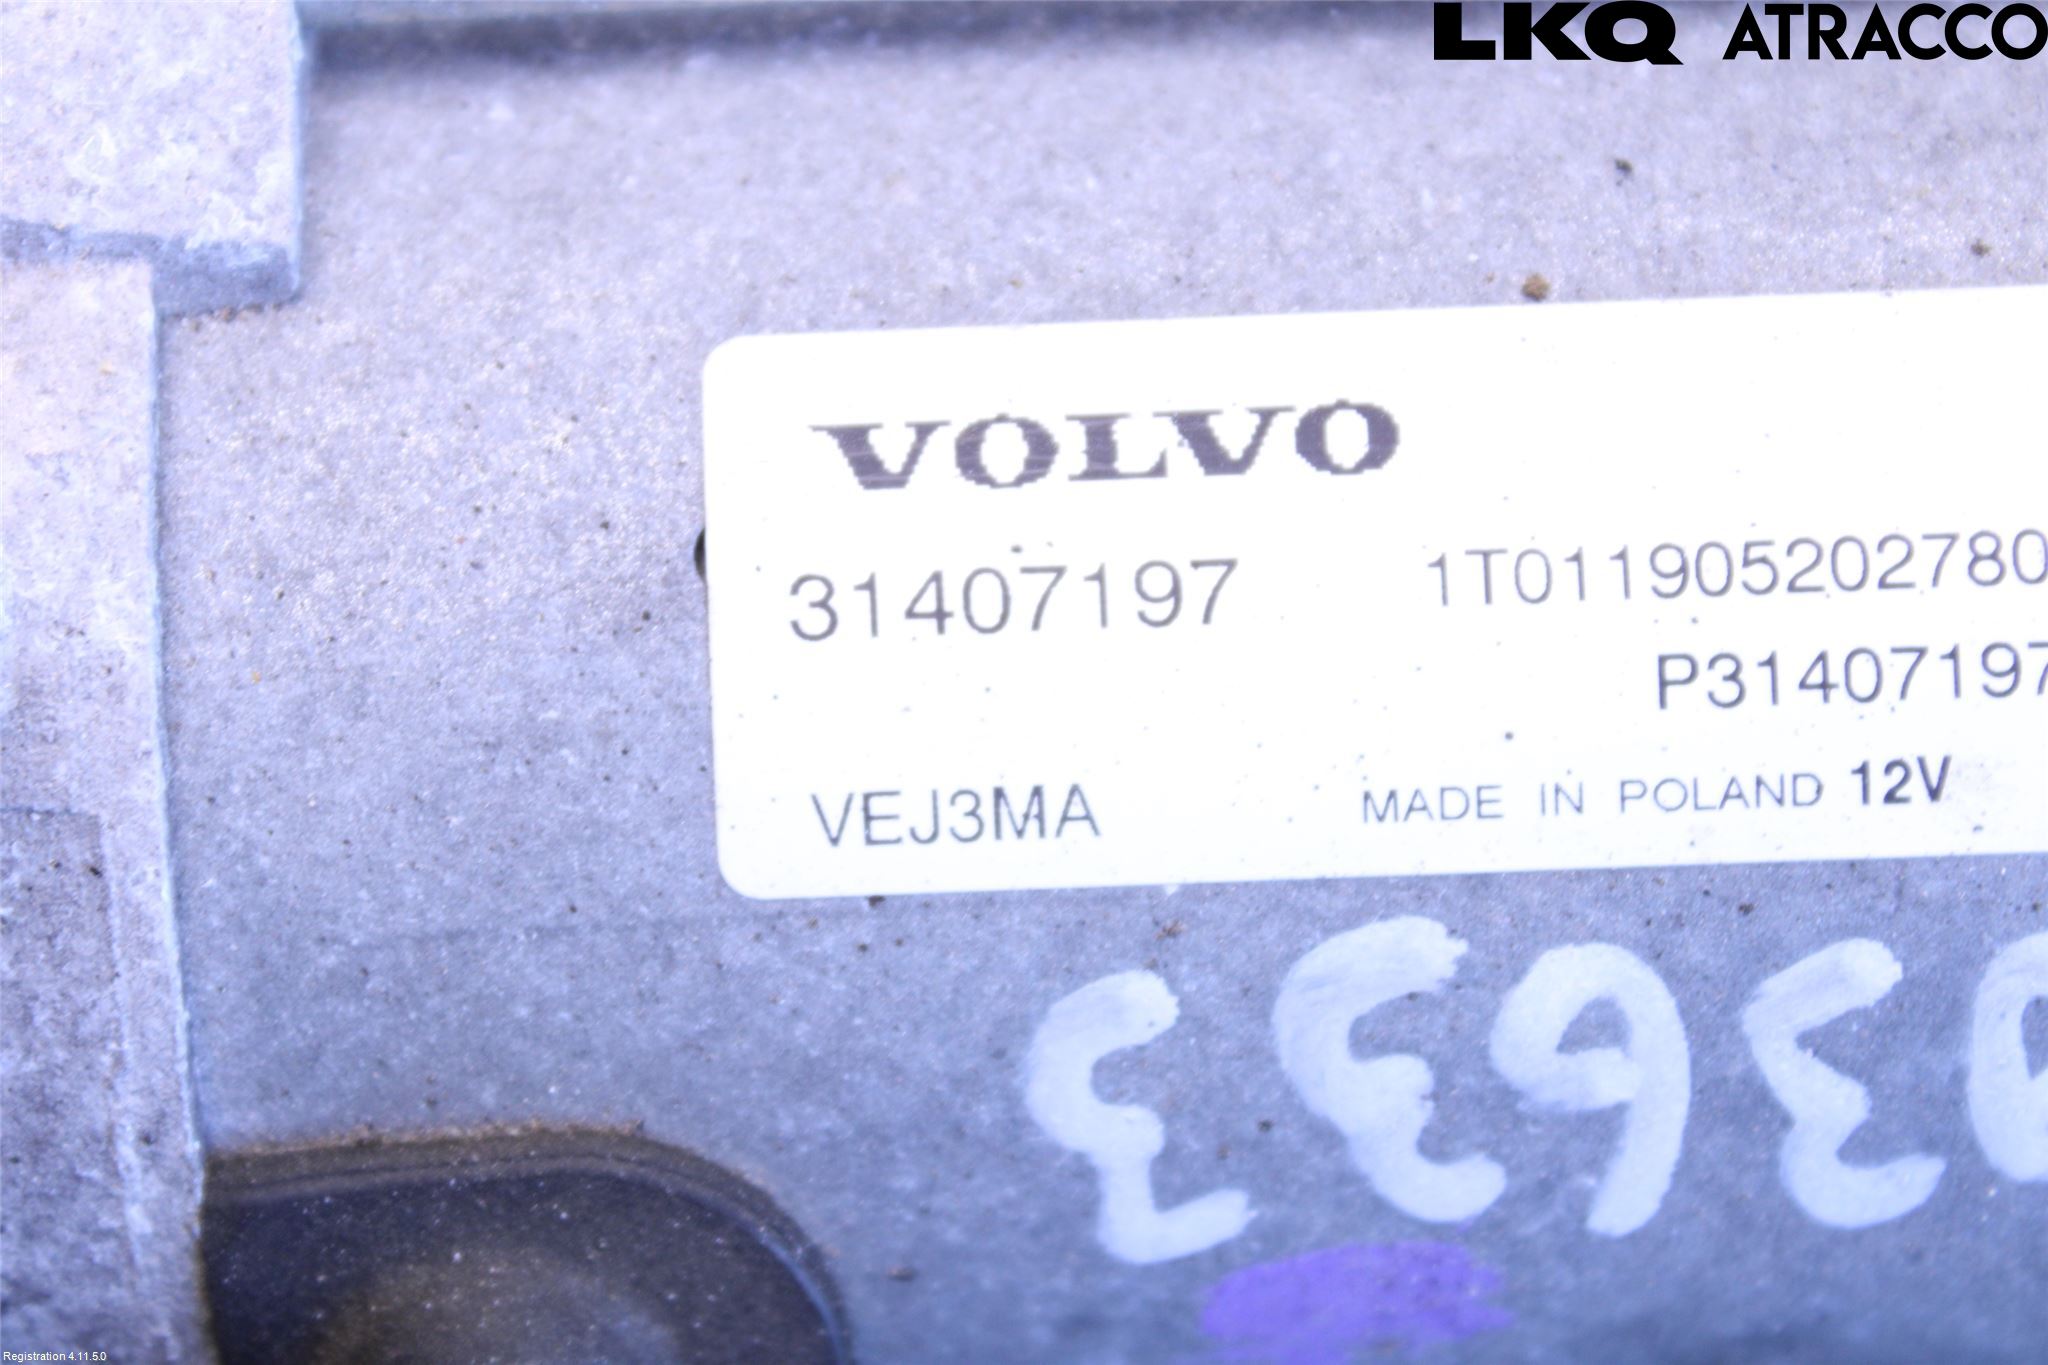 LKQ ATRACCO
VOLVO
31407197 1T011905202780
P31407197
VEJ3MA MADE IN POLAND 12V
Registration 4.11.5.0